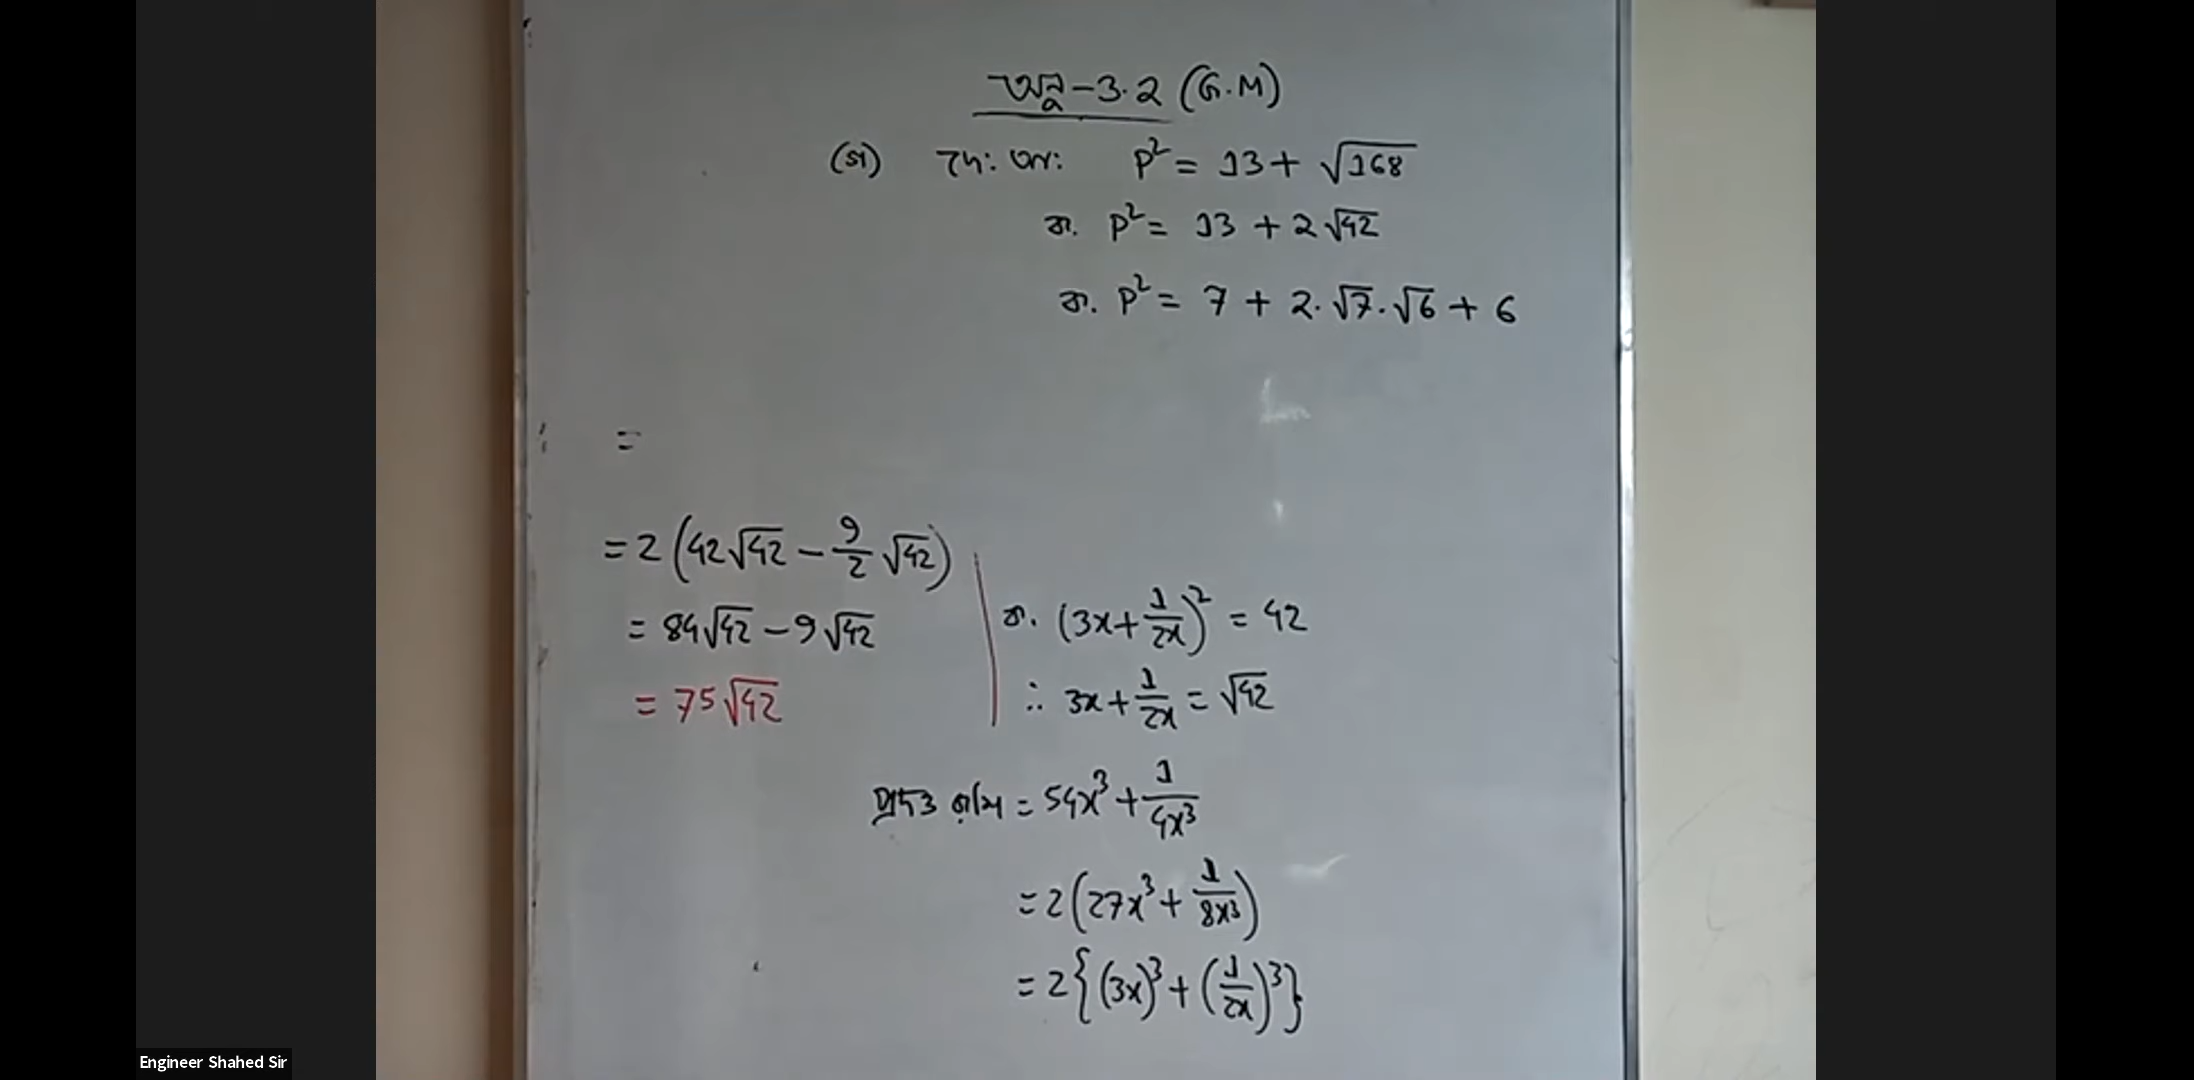 অনু-3.2 (G.M)
(গ) দে: আ: P² = 13 + √168
বা. P² = 13 + 2√42
বা. P² = 7 + 2.√7.√6 + 6
=
= 2(42√42 − 9/2 √42)
= 84√42 − 9√42
= 75√42
বা. (3x + 1/2x)² = 42
∴ 3x + 1/2x = √42
প্রদত্ত রাশি = 54x³ + 1/4x³
= 2(27x³ + 1/8x³)
= 2{(3x)³ + (1/2x)³}
Engineer Shahed Sir